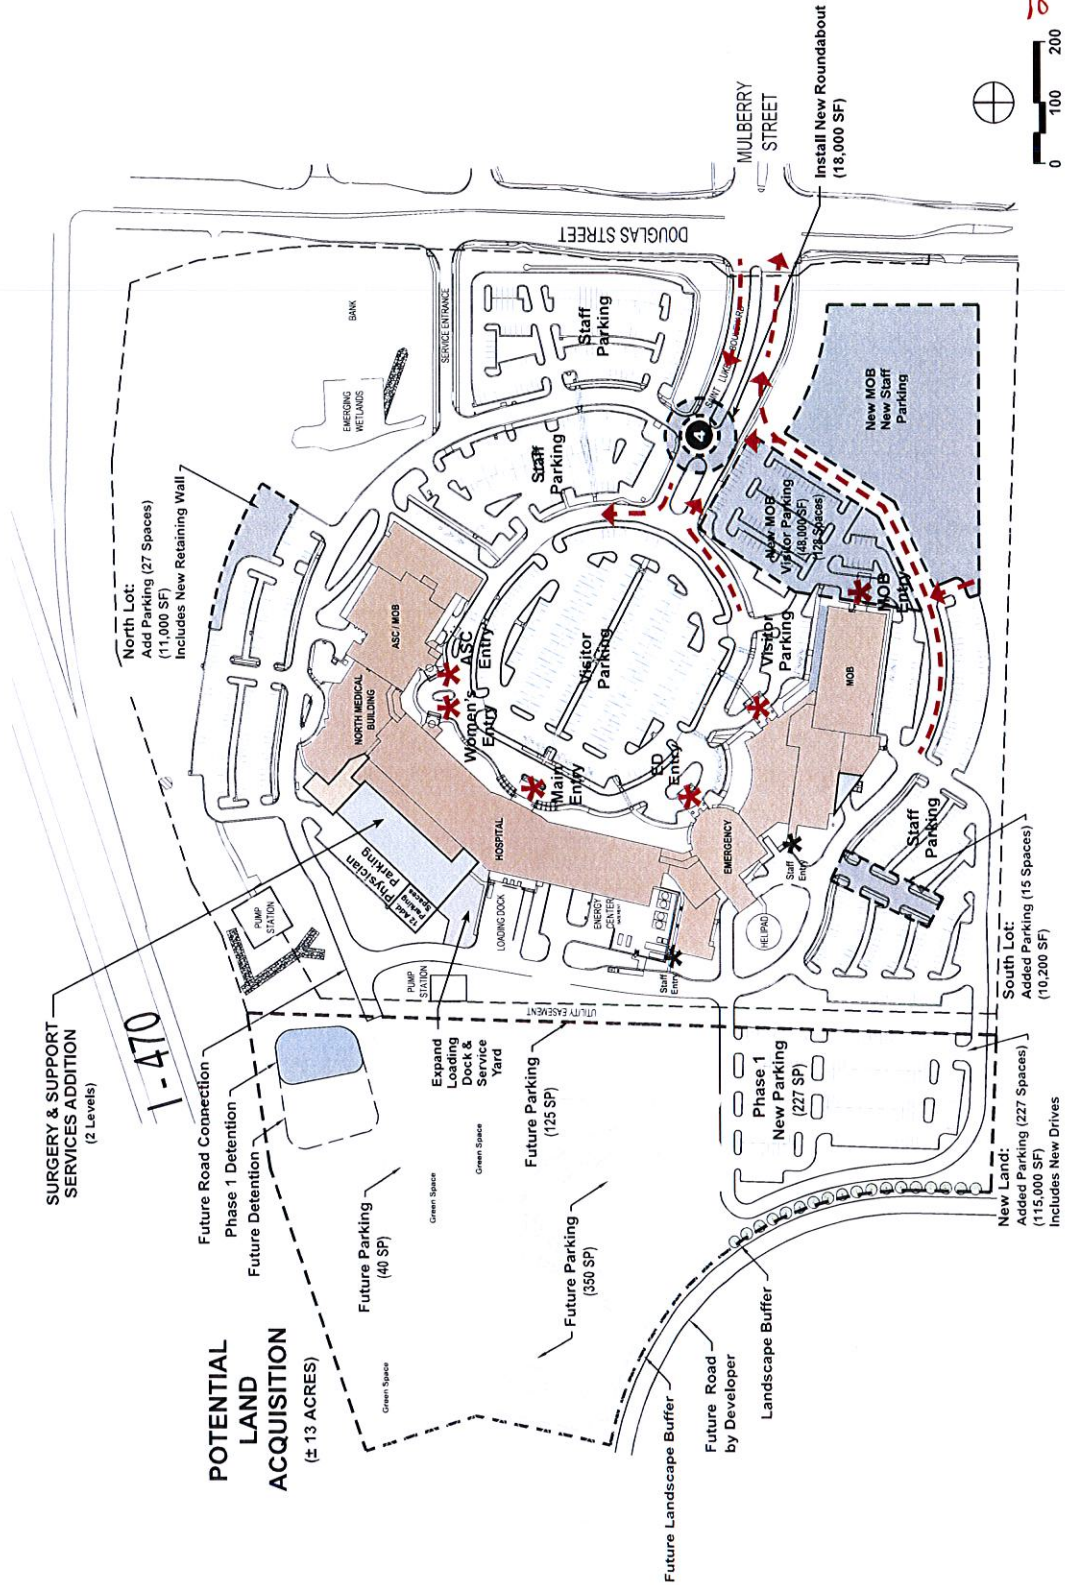 SURGERY & SUPPORT
SERVICES ADDITION
(2 Levels)
I-470
Future Road Connection
Phase 1 Detention
Future Detention
POTENTIAL
LAND
ACQUISITION
(± 13 ACRES)
Green Space
Future Parking
(40 SP)
Green Space
Green Space
Future Parking
(125 SP)
Future Parking
(350 SP)
Future Landscape Buffer
Future Road
by Developer
Landscape Buffer
New Land:
Added Parking (227 Spaces)
(115,000 SF)
Includes New Drives
Phase 1
New Parking
(227 SP)
South Lot:
Added Parking (15 Spaces)
(10,200 SF)
UTILITY EASEMENT
Expand
Loading
Dock &
Service
Yard
PUMP
STATION
PUMP
STATION
LOADING DOCK
Physician
Parking
12 Add.
Parking
Spaces
ENERGY
CENTER
Staff
Entry
HELIPAD
Staff
Entry
EMERGENCY
HOSPITAL
NORTH MEDICAL
BUILDING
ASC / MOB
North Lot:
Add Parking (27 Spaces)
(11,000 SF)
Includes New Retaining Wall
Women's
Entry
ASC
Entry
Main
Entry
ED
Entry
Visitor
Parking
Visitor
Parking
MOB
MOB
Entry
Staff
Parking
New MOB
Visitor Parking
(48,000 SF)
(128 Spaces)
New MOB
New Staff
Parking
Staff
Parking
Staff
Parking
4
SAINT LUKE'S BOULEVARD
EMERGING
WETLANDS
BANK
SERVICE ENTRANCE
DOUGLAS STREET
MULBERRY
STREET
Install New Roundabout
(18,000 SF)
0 100 200